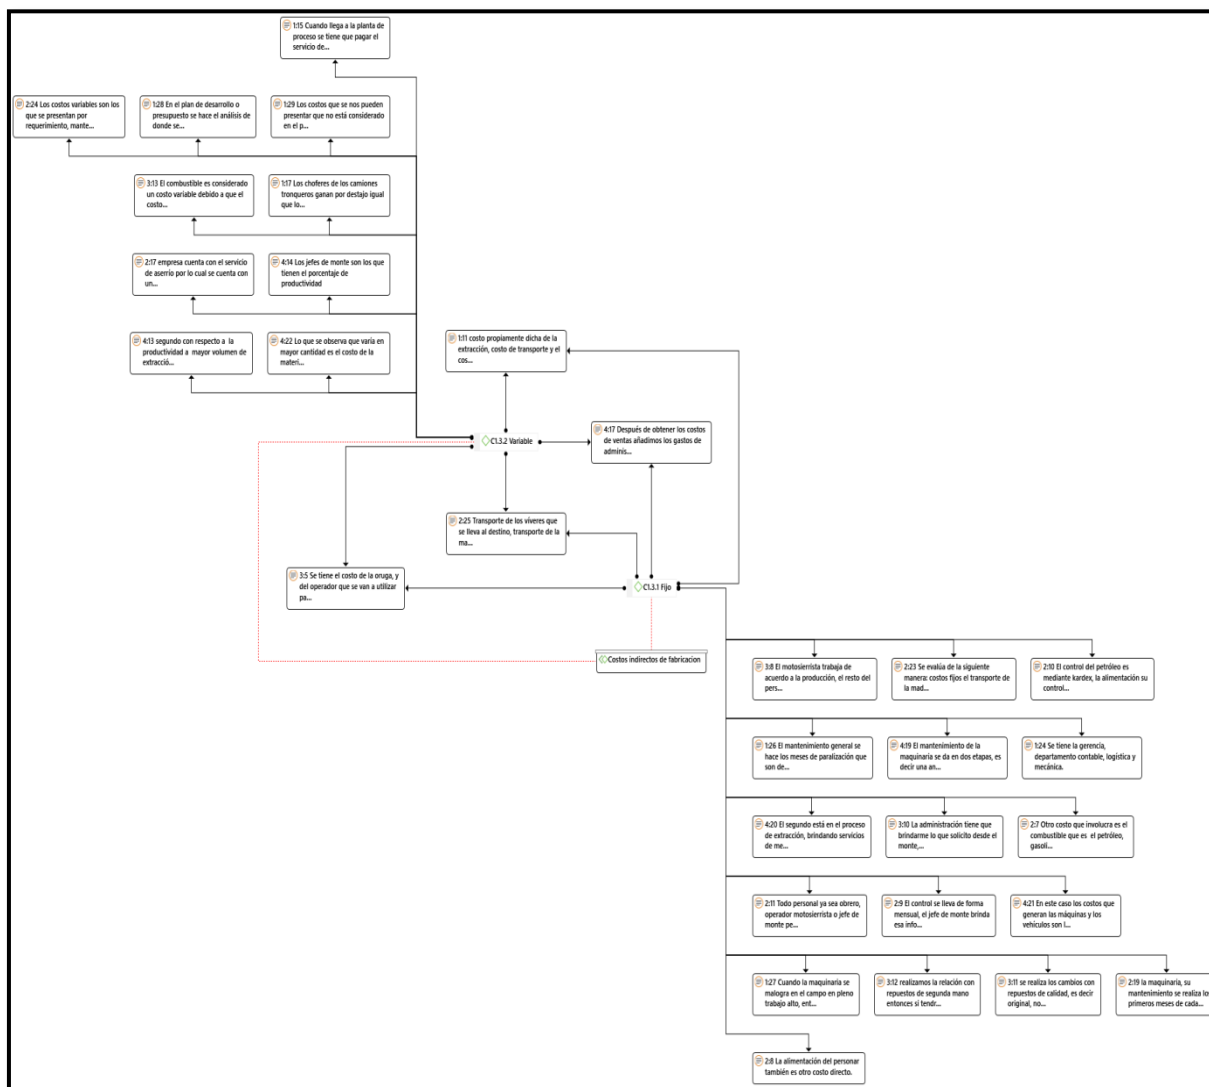 1:15 Cuando llega a la planta de
proceso se tiene que pagar el
servicio de...
2:24 Los costos variables son los
que se presentan por
requerimiento, mante...
1:28 En el plan de desarrollo o
presupuesto se hace el análisis de
donde se...
1:29 Los costos que se nos pueden
presentar que no está considerado
en el p...
3:13 El combustible es considerado
un costo variable debido a que el
costo...
1:17 Los choferes de los camiones
tronqueros ganan por destajo igual
que lo...
2:17 empresa cuenta con el servicio
de aserrío por lo cual se cuenta con
un...
4:14 Los jefes de monte son los que
tienen el porcentaje de
productividad
4:13 segundo con respecto a la
productividad a mayor volumen de
extracció...
4:22 Lo que se observa que varía en
mayor cantidad es el costo de la
materi...
1:11 costo propiamente dicha de la
extracción, costo de transporte y el
cos...
C1.3.2 Variable
4:17 Después de obtener los costos
de ventas añadimos los gastos de
adminis...
2:25 Transporte de los víveres que
se lleva al destino, transporte de la
ma...
3:5 Se tiene el costo de la oruga, y
del operador que se van a utilizar
pa...
C1.3.1 Fijo
Costos indirectos de fabricacion
3:8 El motosierrista trabaja de
acuerdo a la producción, el resto del
pers...
2:23 Se evalúa de la siguiente
manera: costos fijos el transporte de
la mad...
2:10 El control del petróleo es
mediante kardex, la alimentación su
control...
1:26 El mantenimiento general se
hace los meses de paralización que
son de...
4:19 El mantenimiento de la
maquinaria se da en dos etapas, es
decir una an...
1:24 Se tiene la gerencia,
departamento contable, logística y
mecánica.
4:20 El segundo está en el proceso
de extracción, brindando servicios
de me...
3:10 La administración tiene que
brindarme lo que solicito desde el
monte,...
2:7 Otro costo que involucra es el
combustible que es el petróleo,
gasoli...
2:11 Todo personal ya sea obrero,
operador motosierrista o jefe de
monte pe...
2:9 El control se lleva de forma
mensual, el jefe de monte brinda
esa info...
4:21 En este caso los costos que
generan las máquinas y los
vehículos son l...
1:27 Cuando la maquinaria se
malogra en el campo en pleno
trabajo alto, ent...
3:12 realizamos la relación con
repuestos de segunda mano
entonces si tendr...
3:11 se realiza los cambios con
repuestos de calidad, es decir
original, no...
2:19 la maquinaria, su
mantenimiento se realiza lo
primeros meses de cada...
2:8 La alimentación del personar
también es otro costo directo.